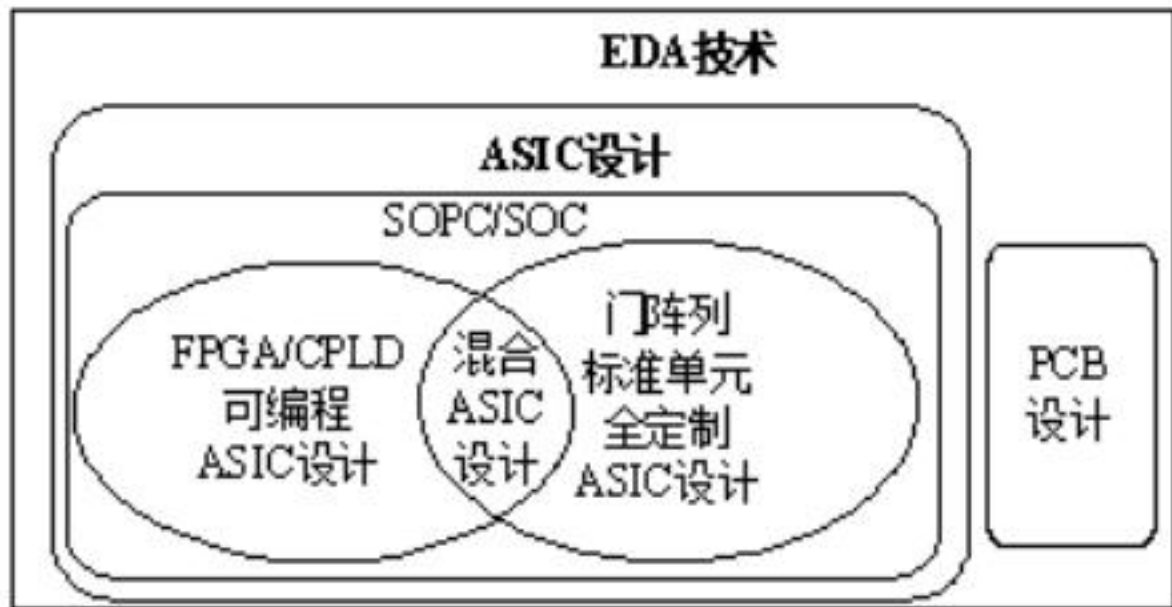 EDA技术
ASIC设计
SOPC/SOC
FPGA/CPLD
可编程
ASIC设计
混合
ASIC
设计
门阵列
标准单元
全定制
ASIC设计
PCB
设计